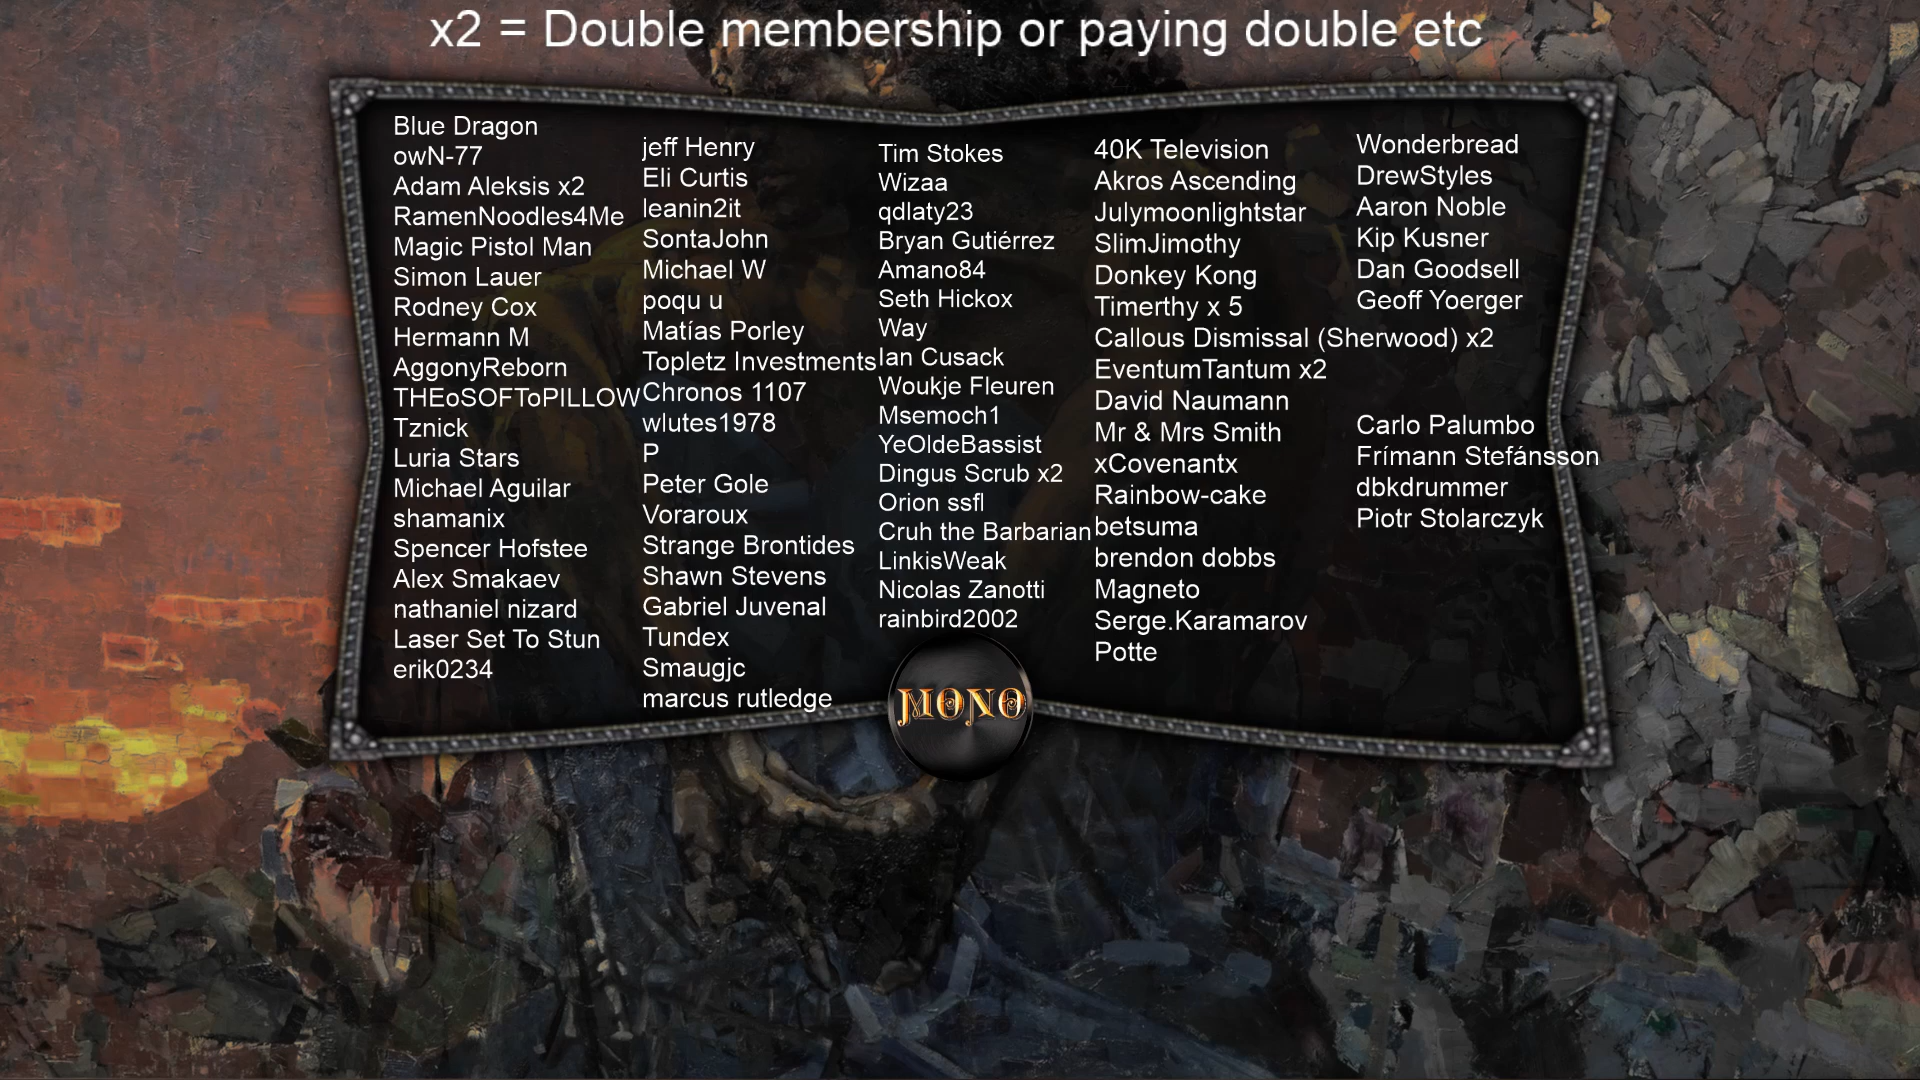 x2 = Double membership or paying double etc
Blue Dragon
owN-77
Adam Aleksis x2
RamenNoodles4Me
Magic Pistol Man
Simon Lauer
Rodney Cox
Hermann M
AggonyReborn
THEoSOFToPILLOW
Tznick
Luria Stars
Michael Aguilar
shamanix
Spencer Hofstee
Alex Smakaev
nathaniel nizard
Laser Set To Stun
erik0234
jeff Henry
Eli Curtis
leanin2it
SontaJohn
Michael W
poqu u
Matías Porley
Topletz Investments
Chronos 1107
wlutes1978
P
Peter Gole
Voraroux
Strange Brontides
Shawn Stevens
Gabriel Juvenal
Tundex
Smaugjc
marcus rutledge
Tim Stokes
Wizaa
qdlaty23
Bryan Gutiérrez
Amano84
Seth Hickox
Way
Ian Cusack
Woukje Fleuren
Msemoch1
YeOldeBassist
Dingus Scrub x2
Orion ssfl
Cruh the Barbarian
LinkisWeak
Nicolas Zanotti
rainbird2002
40K Television
Akros Ascending
Julymoonlightstar
SlimJimothy
Donkey Kong
Timerthy x 5
Callous Dismissal (Sherwood) x2
EventumTantum x2
David Naumann
Mr & Mrs Smith
xCovenantx
Rainbow-cake
betsuma
brendon dobbs
Magneto
Serge.Karamarov
Potte
Wonderbread
DrewStyles
Aaron Noble
Kip Kusner
Dan Goodsell
Geoff Yoerger
Carlo Palumbo
Frímann Stefánsson
dbkdrummer
Piotr Stolarczyk
MONO